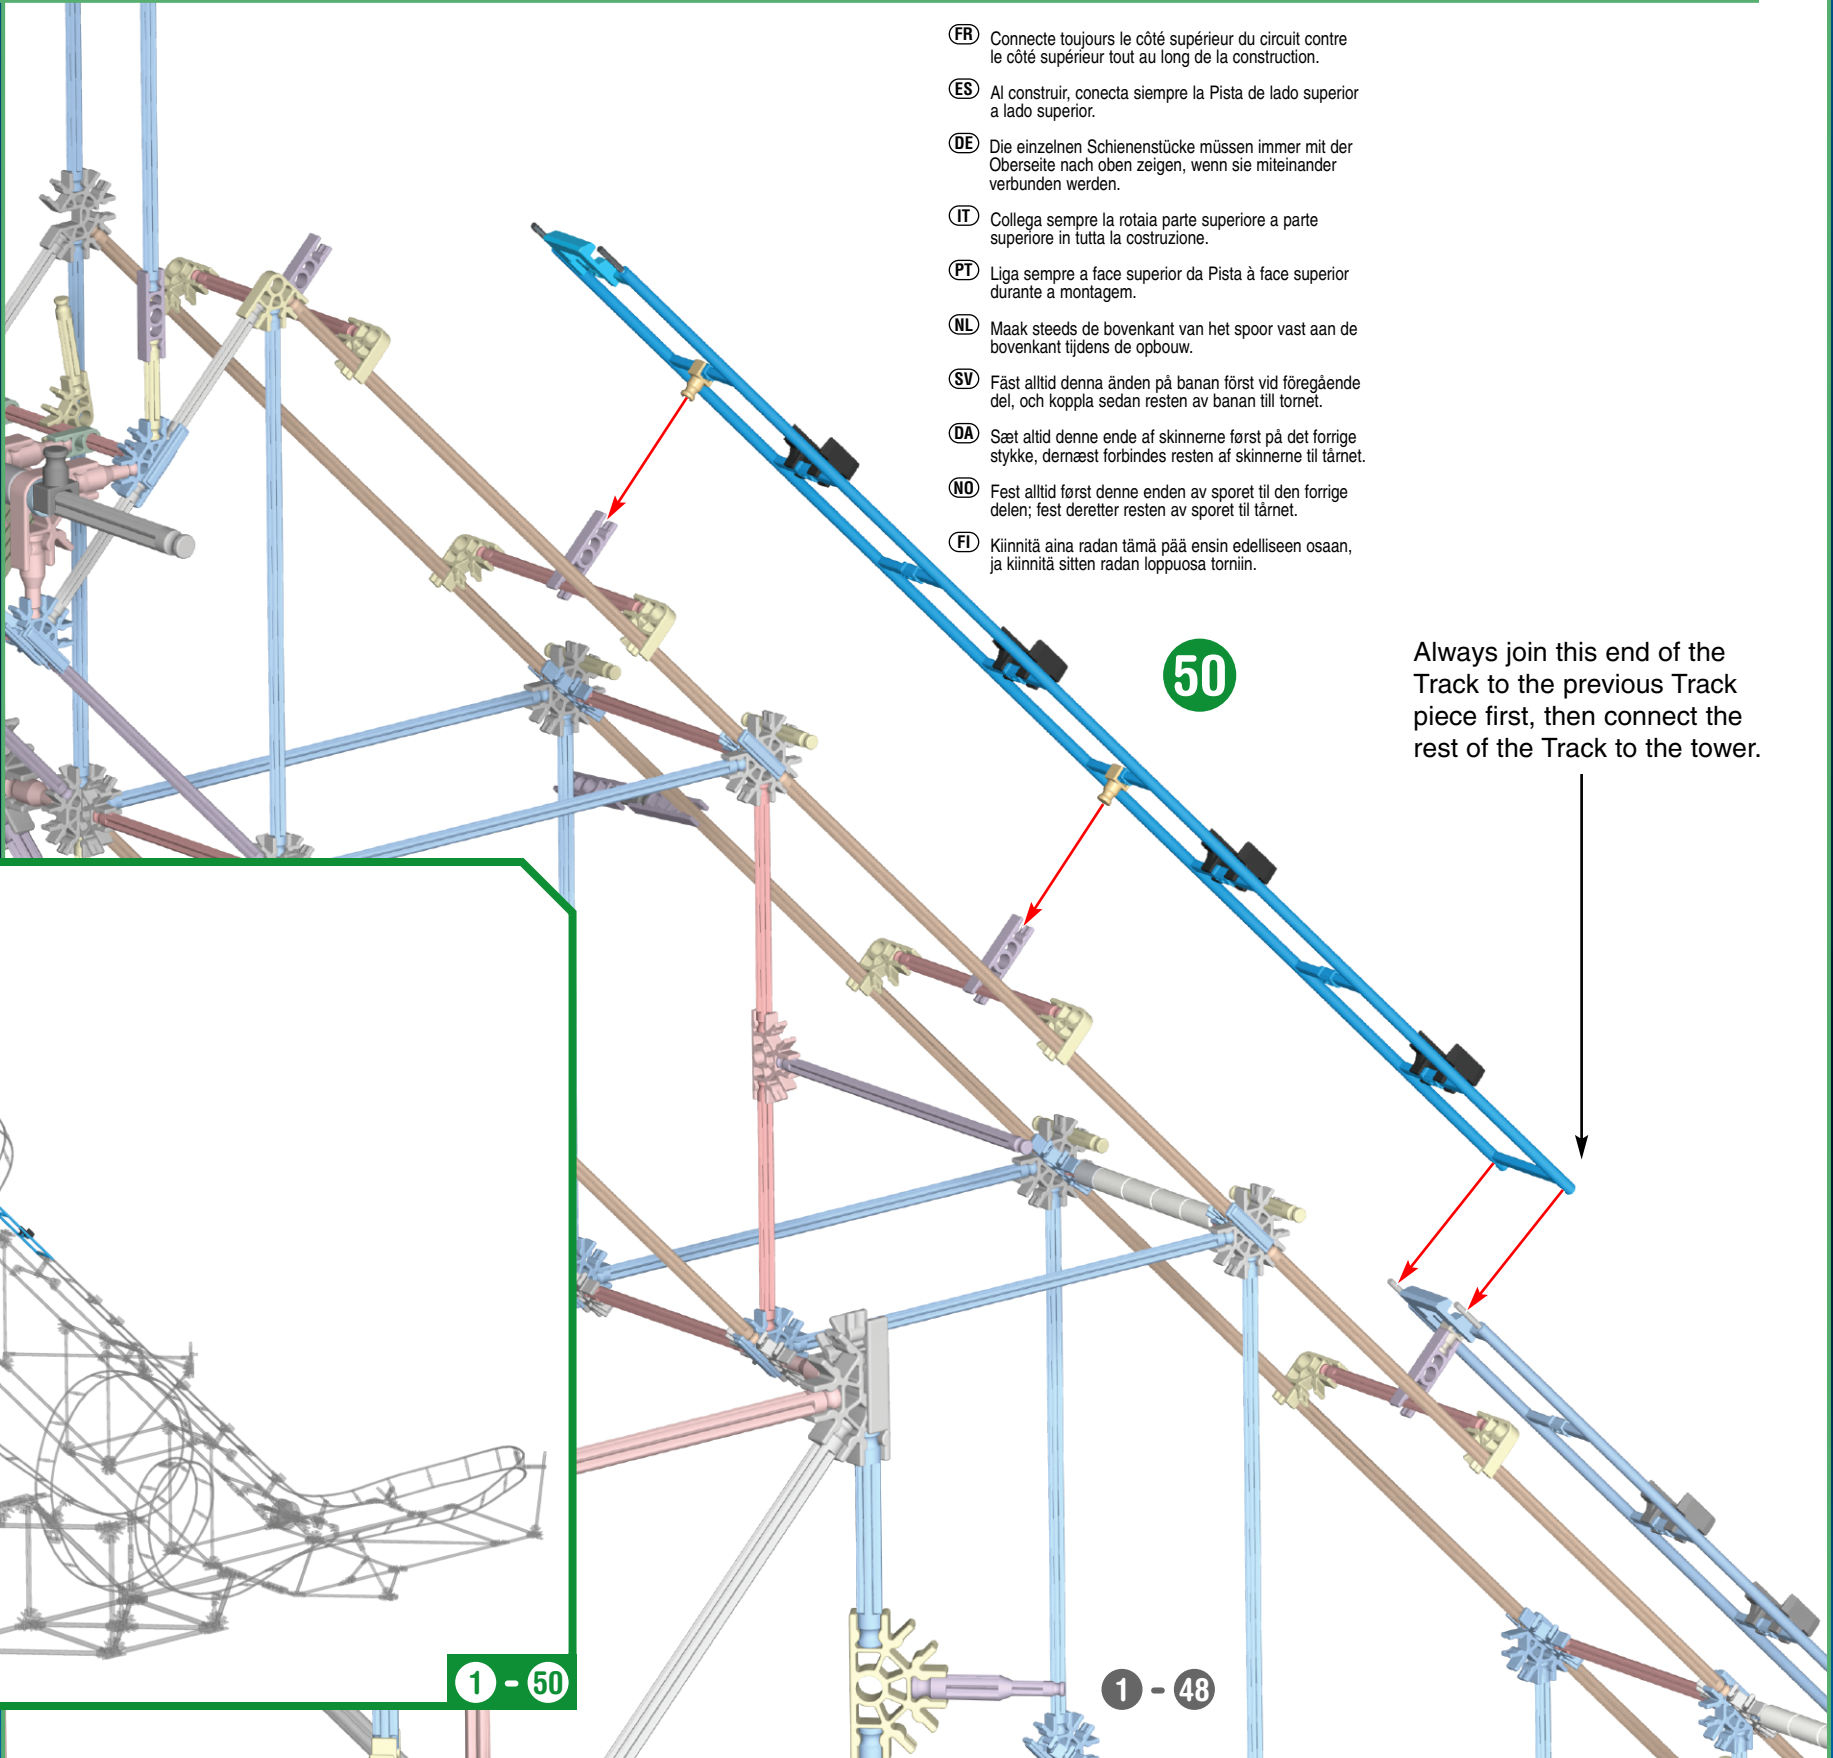 FR Connecte toujours le côté supérieur du circuit contre
le côté supérieur tout au long de la construction.
ES Al construir, conecta siempre la Pista de lado superior
a lado superior.
DE Die einzelnen Schienenstücke müssen immer mit der
Oberseite nach oben zeigen, wenn sie miteinander
verbunden werden.
IT Collega sempre la rotaia parte superiore a parte
superiore in tutta la costruzione.
PT Liga sempre a face superior da Pista à face superior
durante a montagem.
NL Maak steeds de bovenkant van het spoor vast aan de
bovenkant tijdens de opbouw.
SV Fäst alltid denna änden på banan först vid föregående
del, och koppla sedan resten av banan till tornet.
DA Sæt altid denne ende af skinnerne først på det forrige
stykke, dernæst forbindes resten af skinnerne til tårnet.
NO Fest alltid først denne enden av sporet til den forrige
delen; fest deretter resten av sporet til tårnet.
FI Kiinnitä aina radan tämä pää ensin edelliseen osaan,
ja kiinnitä sitten radan loppuosa torniin.
50
Always join this end of the
Track to the previous Track
piece first, then connect the
rest of the Track to the tower.
1 - 50
1 - 48